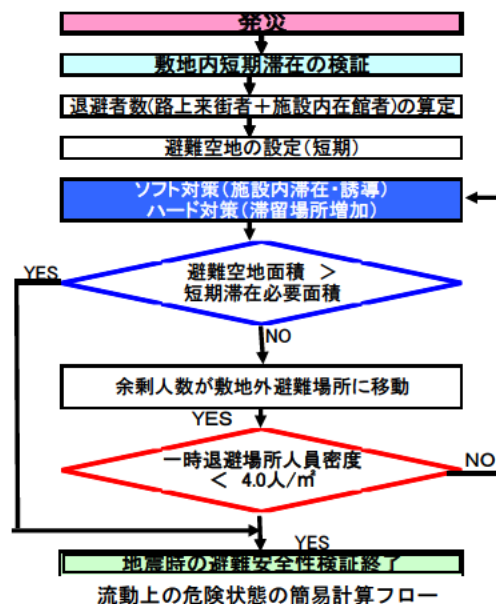 発災
敷地内短期滞在の検証
退避者数(路上来街者+施設内在館者)の算定
避難空地の設定(短期)
ソフト対策(施設内滞在・誘導)
ハード対策(滞留場所増加)
YES
避難空地面積 >
短期滞在必要面積
NO
余剰人数が敷地外避難場所に移動
YES
一時退避場所人員密度
< 4.0人/㎡
NO
YES
地震時の避難安全性検証終了
流動上の危険状態の簡易計算フロー